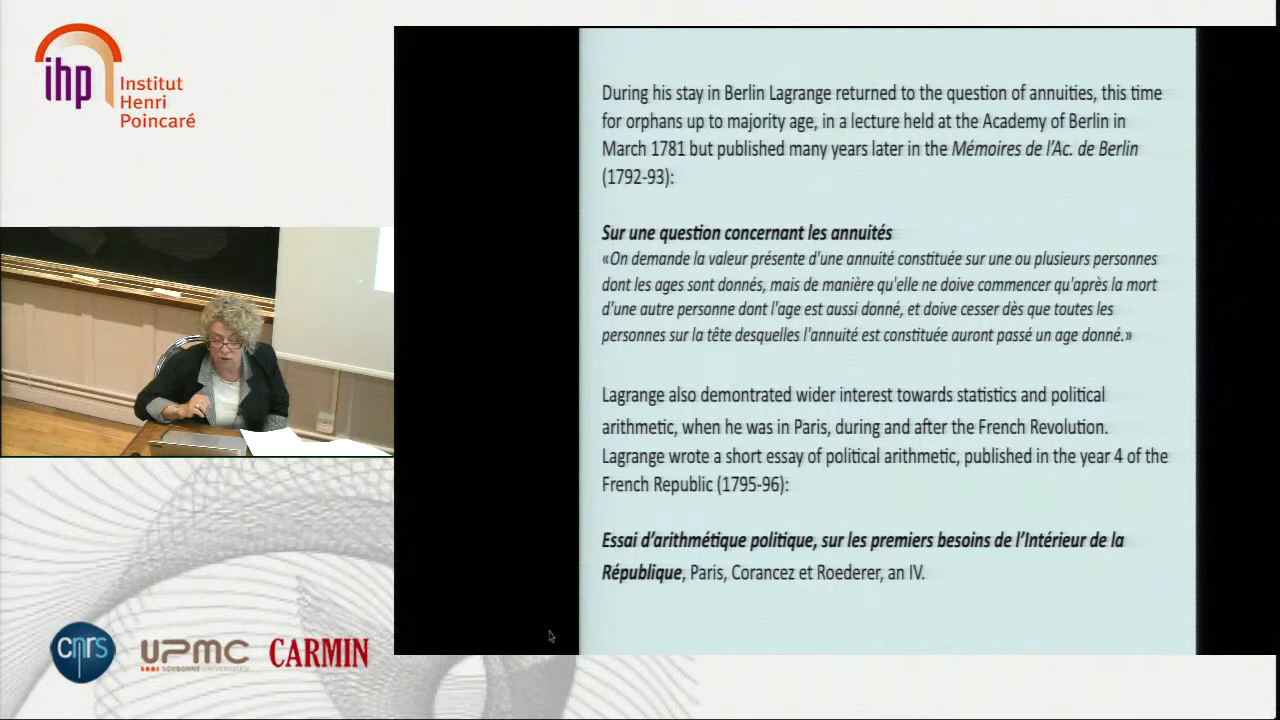 ihp
Institut
Henri
Poincaré
During his stay in Berlin Lagrange returned to the question of annuities, this time
for orphans up to majority age, in a lecture held at the Academy of Berlin in
March 1781 but published many years later in the Mémoires de l'Ac. de Berlin
(1792-93):
Sur une question concernant les annuités
«On demande la valeur présente d'une annuité constituée sur une ou plusieurs personnes
dont les ages sont donnés, mais de manière qu'elle ne doive commencer qu'après la mort
d'une autre personne dont l'age est aussi donné, et doive cesser dès que toutes les
personnes sur la tête desquelles l'annuité est constituée auront passé un age donné.»
Lagrange also demontrated wider interest towards statistics and political
arithmetic, when he was in Paris, during and after the French Revolution.
Lagrange wrote a short essay of political arithmetic, published in the year 4 of the
French Republic (1795-96):
Essai d'arithmétique politique, sur les premiers besoins de l'Intérieur de la
République, Paris, Corancez et Roederer, an IV.
cnrs
UPMC
SORBONNE UNIVERSITÉS
CARMIN